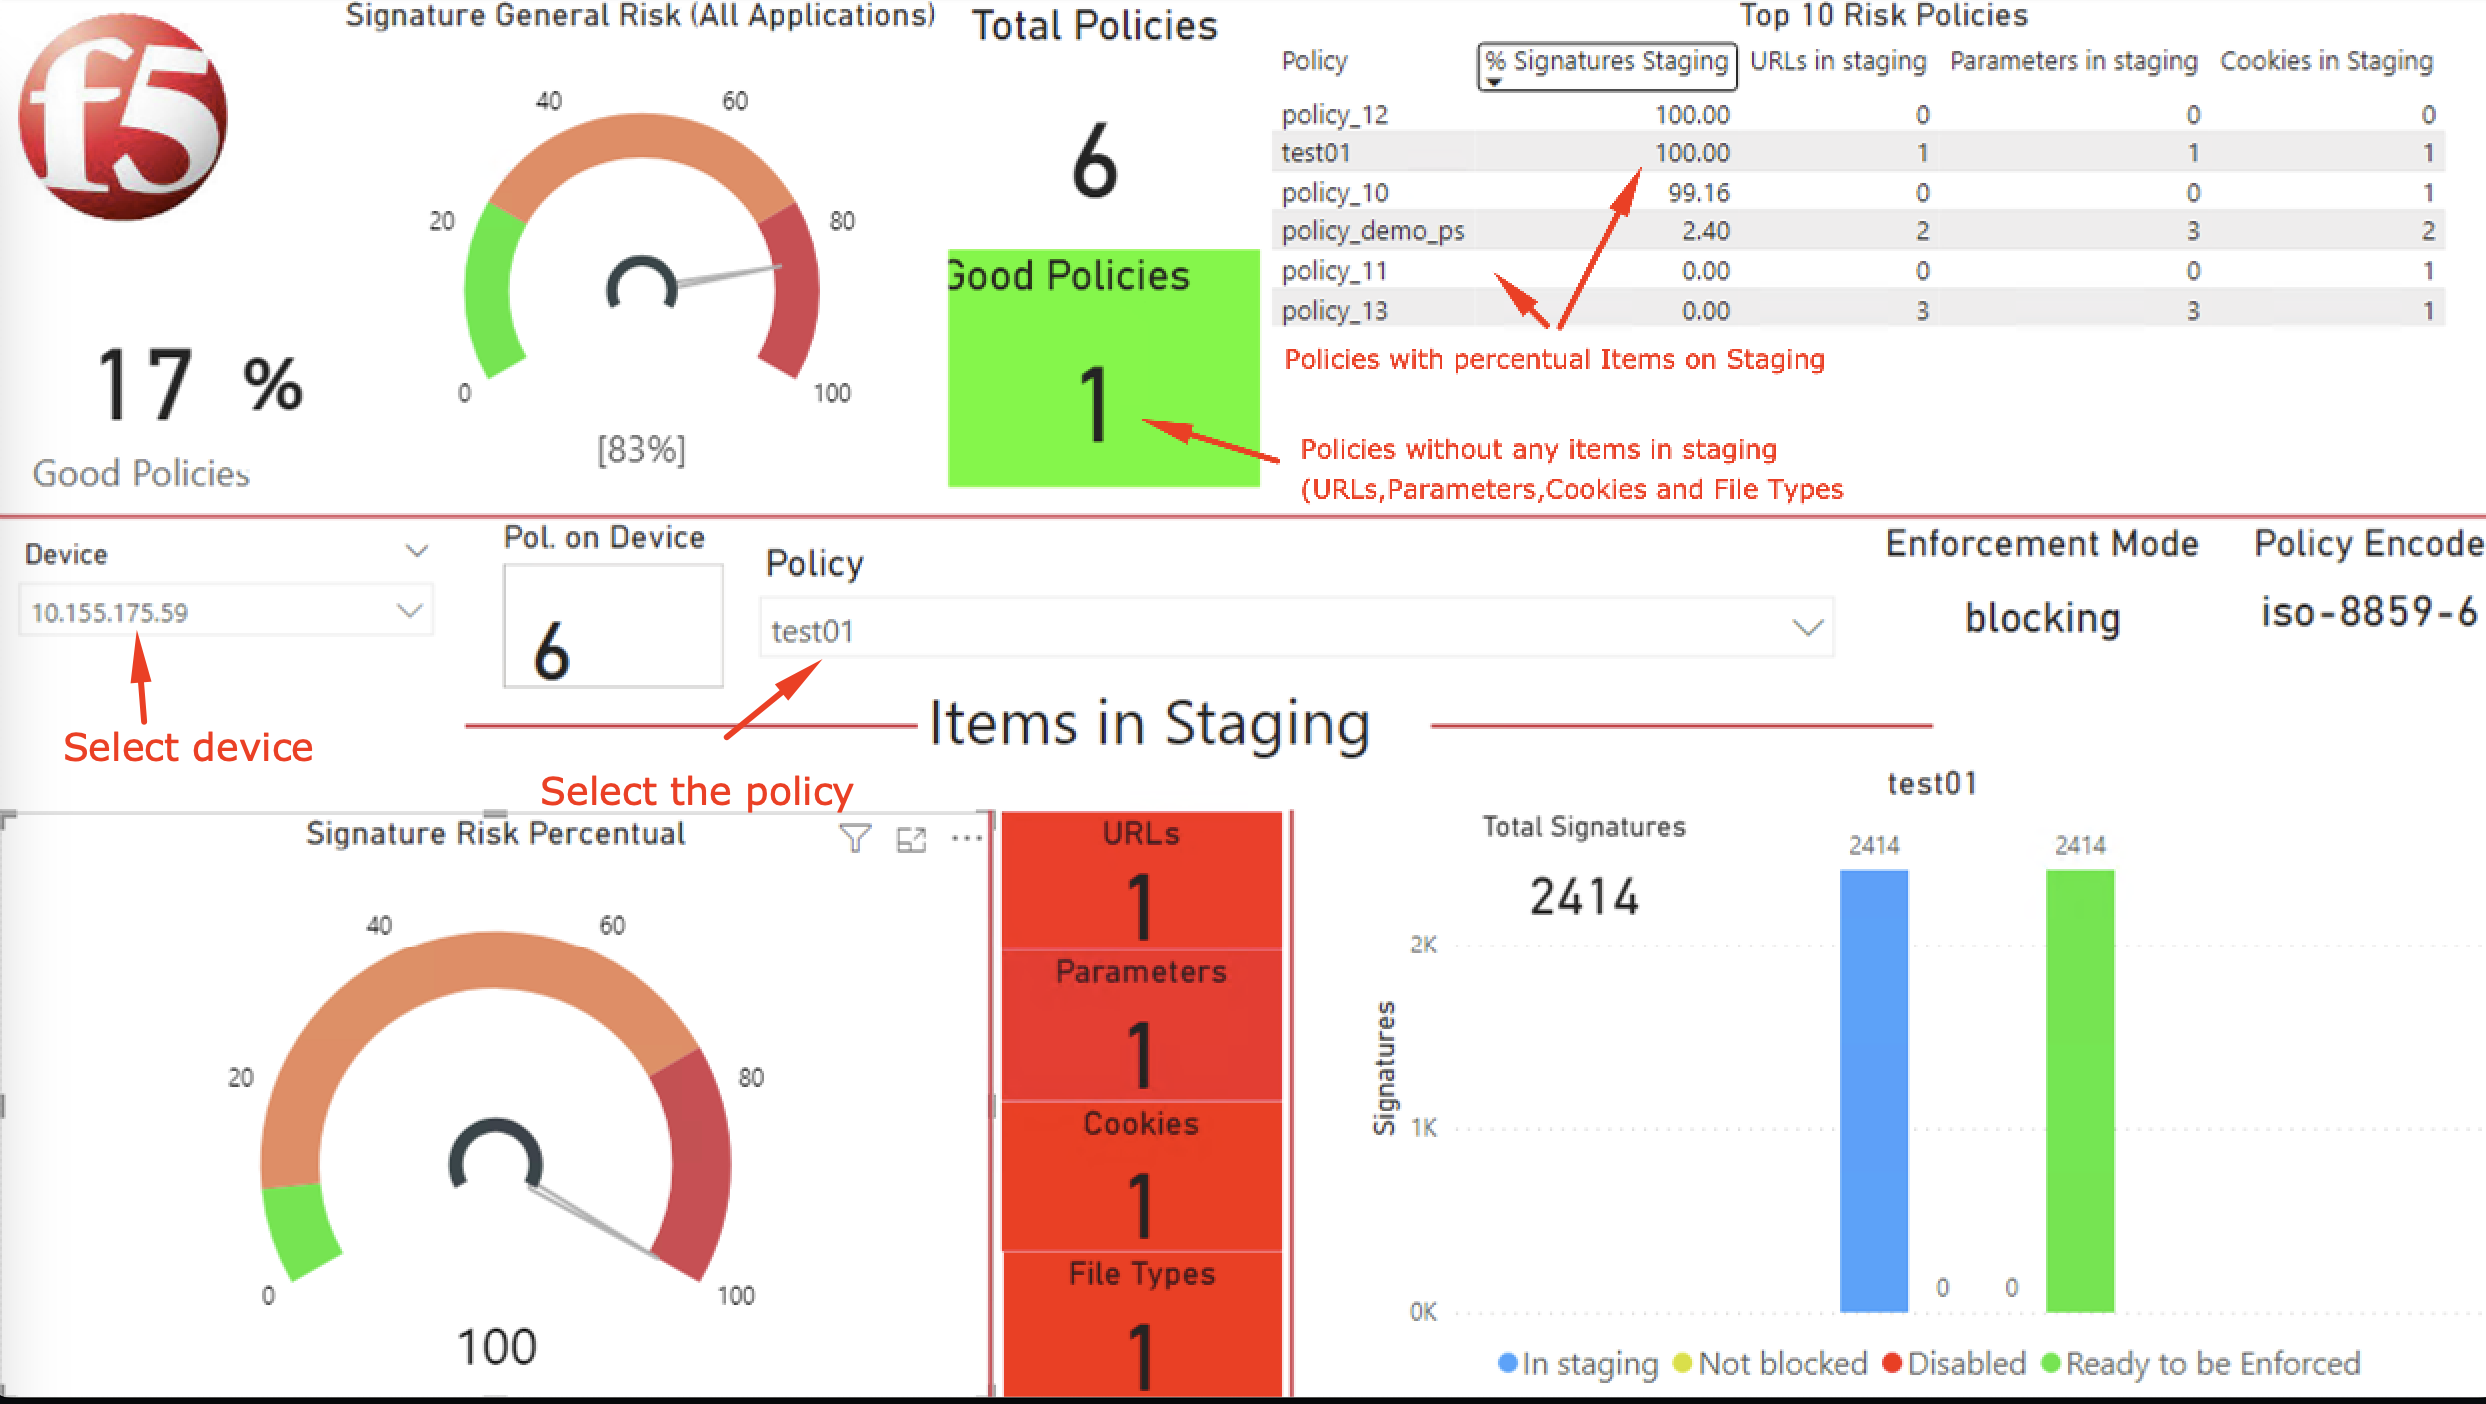 f5
Signature General Risk (All Applications)
40
60
20
80
0
100
[83%]
17 %
Good Policies
Total Policies
6
Good Policies
1
Top 10 Risk Policies
Policy % Signatures Staging URLs in staging Parameters in staging Cookies in Staging
policy_12 100.00 0 0 0
test01 100.00 1 1 1
policy_10 99.16 0 0 1
policy_demo_ps 2.40 2 3 2
policy_11 0.00 0 0 1
policy_13 0.00 3 3 1
Policies with percentual Items on Staging
Policies without any items in staging
(URLs,Parameters,Cookies and File Types
Device
10.155.175.59
Select device
Pol. on Device
6
Policy
test01
Select the policy
Enforcement Mode
blocking
Policy Encode
iso-8859-6
Items in Staging
Signature Risk Percentual
40
60
20
80
0
100
100
URLs
1
Parameters
1
Cookies
1
File Types
1
test01
Total Signatures
2414
2414
2414
Signatures
2K
1K
0K
0
0
In staging Not blocked Disabled Ready to be Enforced